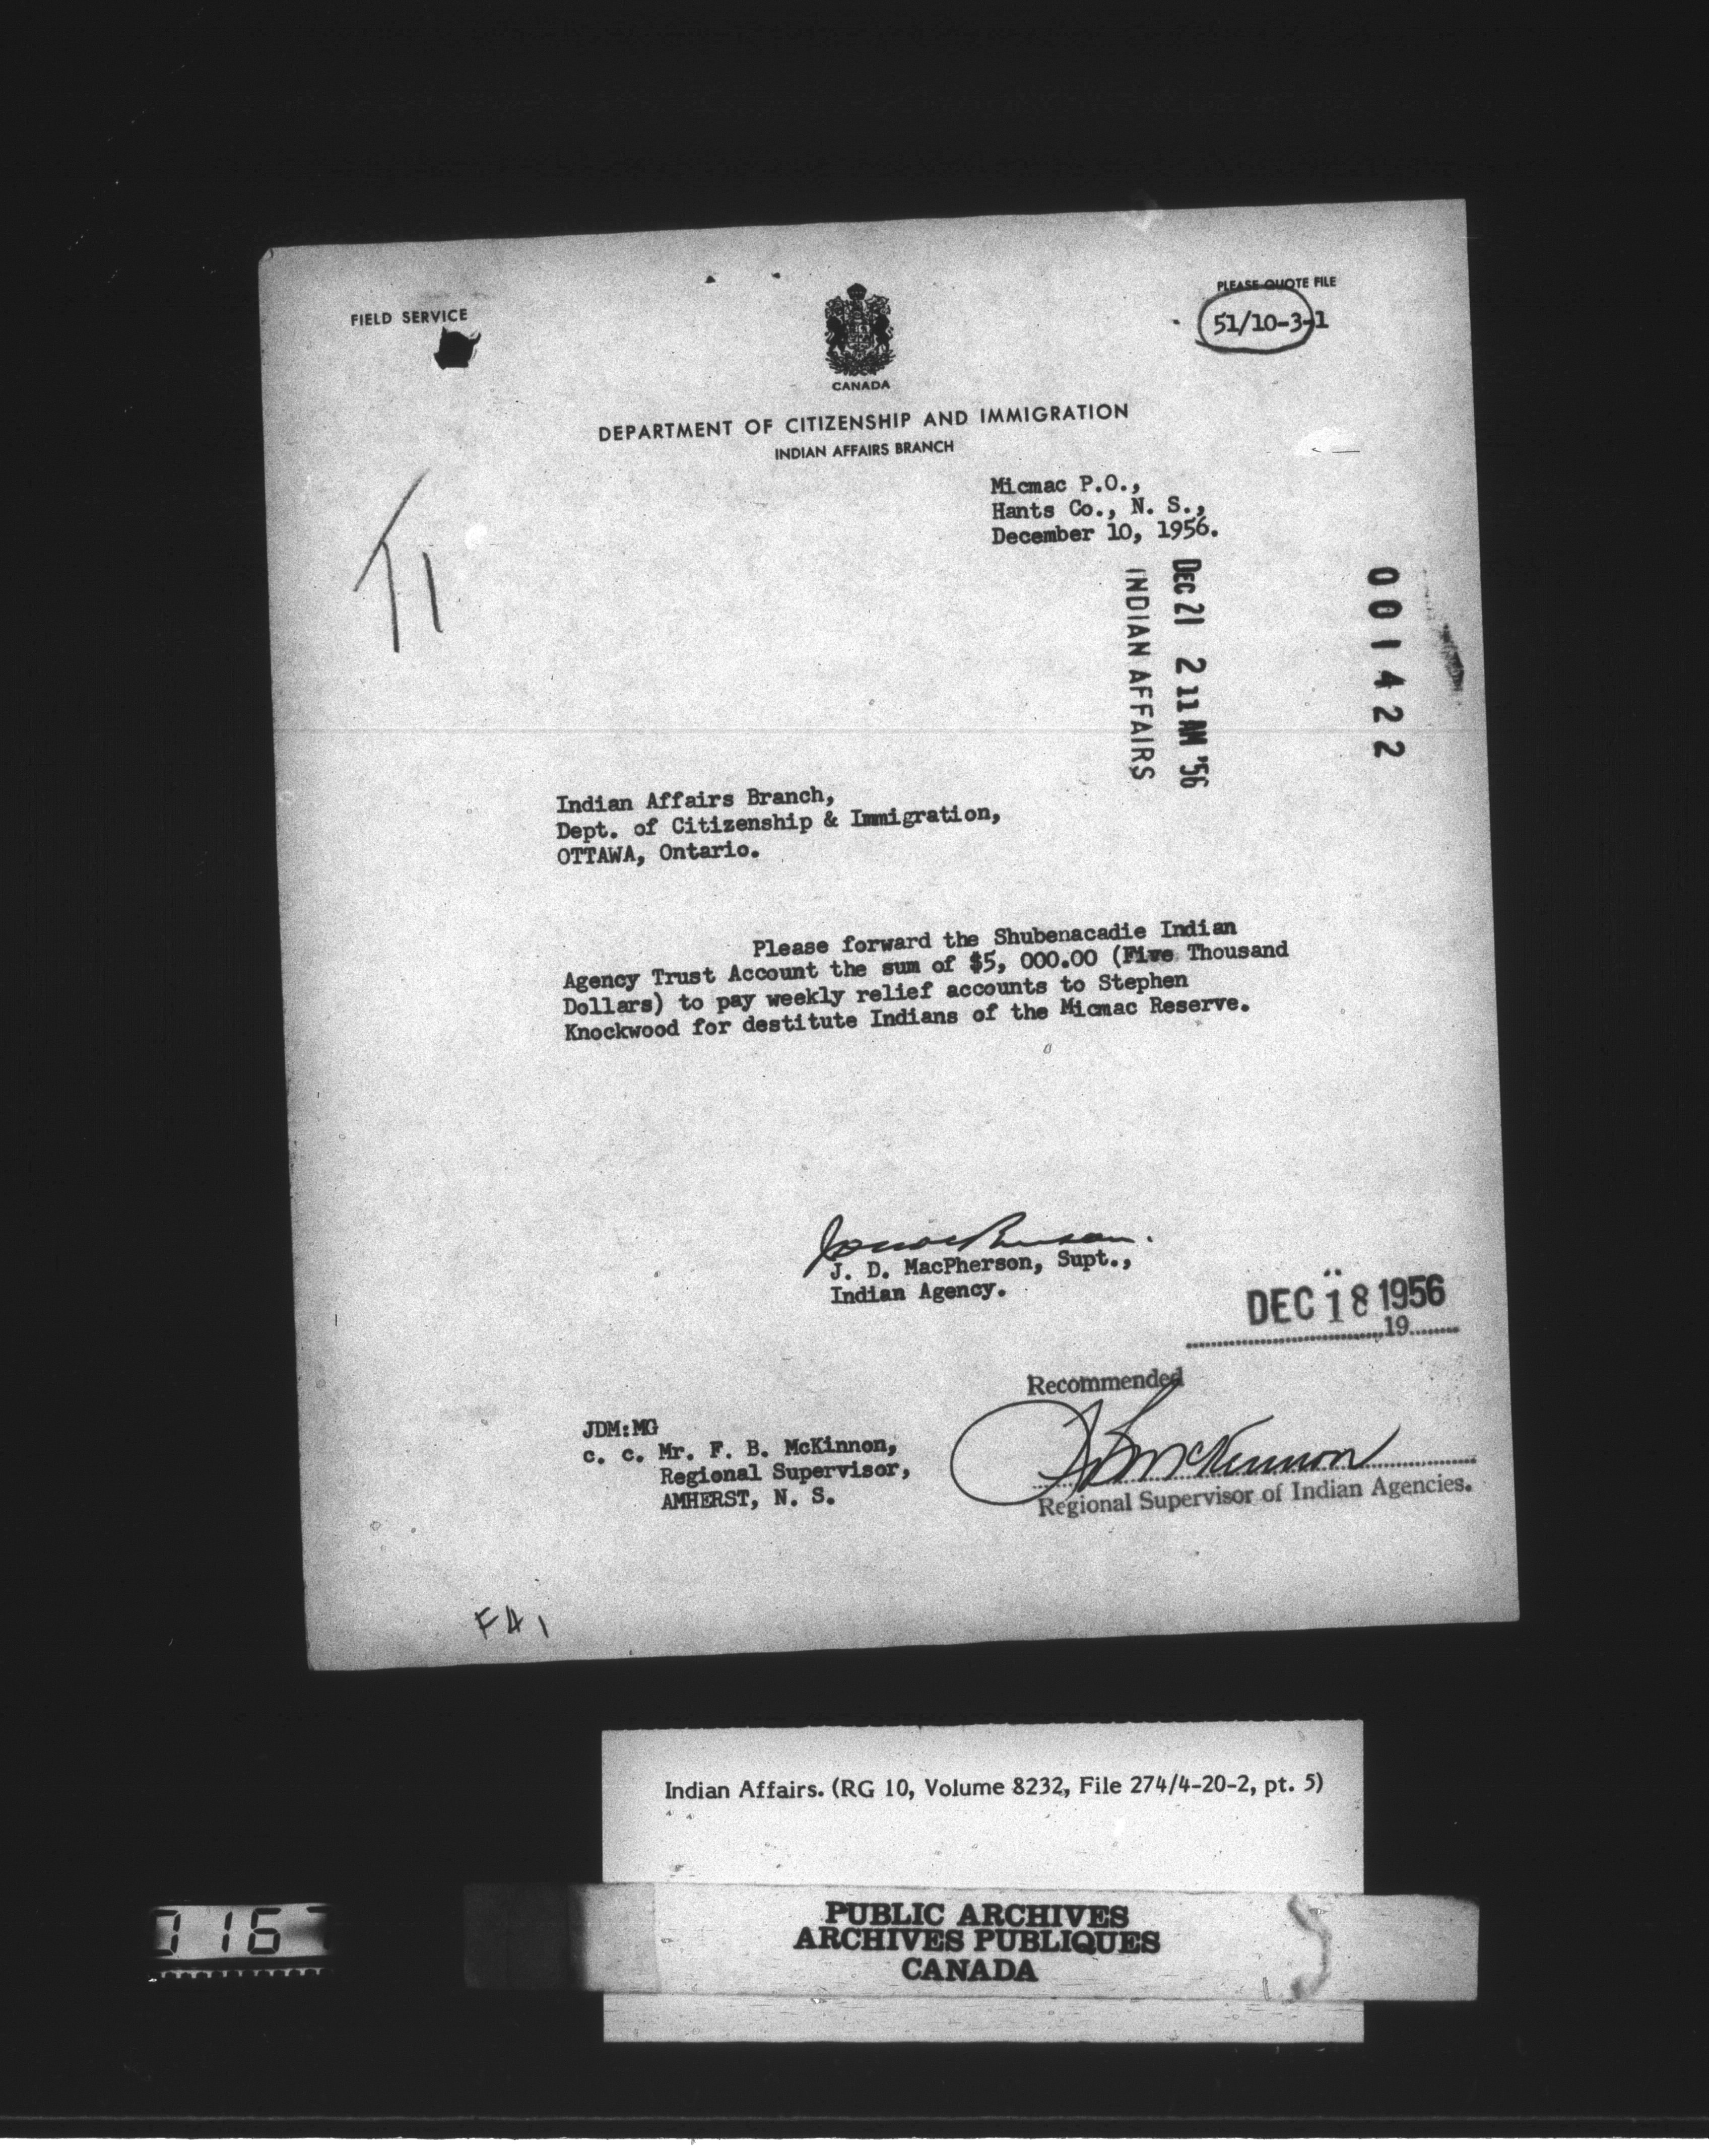 FIELD SERVICE
PLEASE QUOTE FILE
51/10-3-1
CANADA
DEPARTMENT OF CITIZENSHIP AND IMMIGRATION
INDIAN AFFAIRS BRANCH
Micmac P.O.,
Hants Co., N. S.,
December 10, 1956.
DEC 21 2 11 AM '56
INDIAN AFFAIRS
001422
Indian Affairs Branch,
Dept. of Citizenship & Immigration,
OTTAWA, Ontario.
Please forward the Shubenacadie Indian
Agency Trust Account the sum of $5, 000.00 (Five Thousand
Dollars) to pay weekly relief accounts to Stephen
Knockwood for destitute Indians of the Micmac Reserve.
J. D. MacPherson, Supt.,
Indian Agency.
DEC 18 1956
19
Recommended
JDM:MG
c. c. Mr. F. B. McKinnon,
Regional Supervisor,
AMHERST, N. S.
F B McKinnon
Regional Supervisor of Indian Agencies.
FA1
Indian Affairs. (RG 10, Volume 8232, File 274/4-20-2, pt. 5)
PUBLIC ARCHIVES
ARCHIVES PUBLIQUES
CANADA